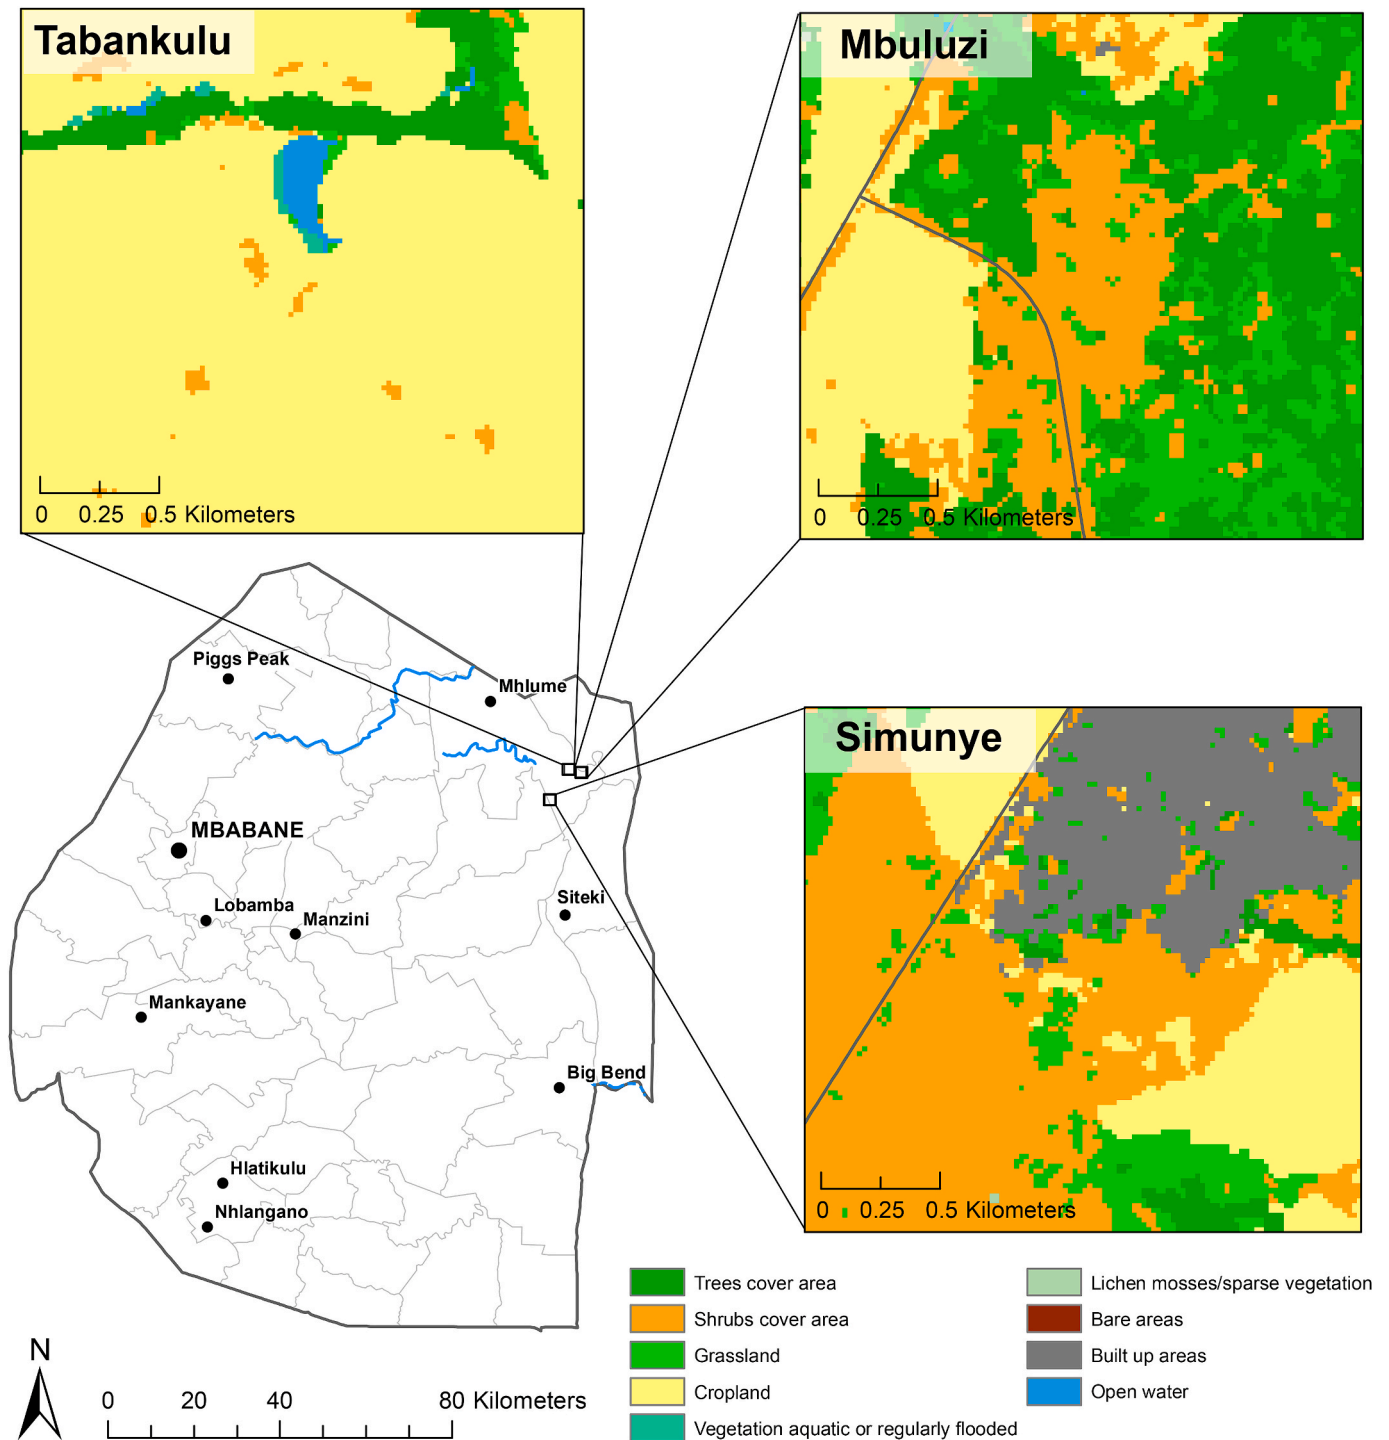 Tabankulu
0 0.25 0.5 Kilometers
Mbuluzi
0 0.25 0.5 Kilometers
Piggs Peak
Mhlume
MBABANE
Lobamba
Manzini
Siteki
Mankayane
Big Bend
Hlatikulu
Nhlangano
Simunye
0 0.25 0.5 Kilometers
N
0 20 40 80 Kilometers
Trees cover area
Shrubs cover area
Grassland
Cropland
Vegetation aquatic or regularly flooded
Lichen mosses/sparse vegetation
Bare areas
Built up areas
Open water